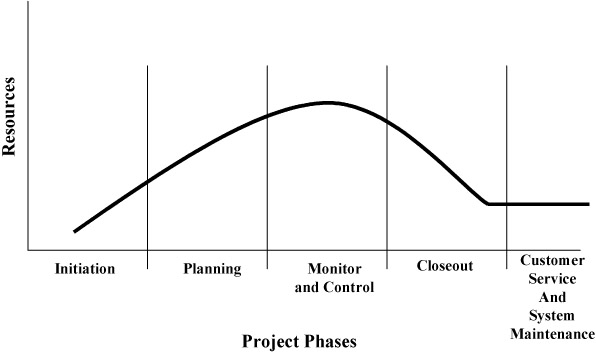 Resources
Initiation
Planning
Monitor
and Control
Closeout
Customer
Service
And
System
Maintenance
Project Phases